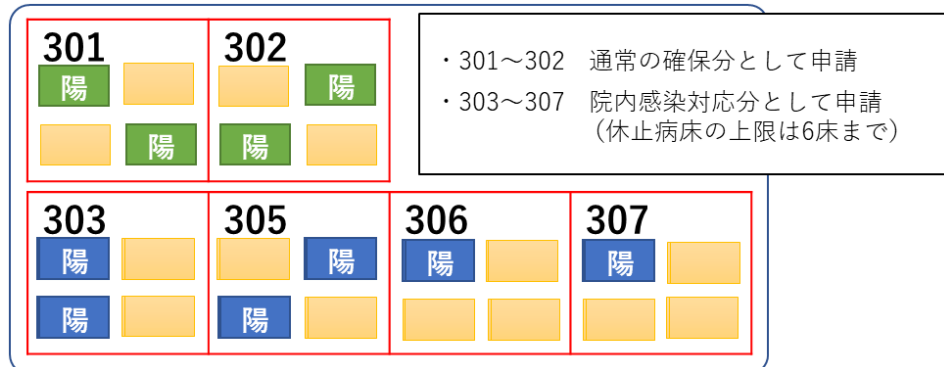 301
302
陽
陽
陽
陽
・301～302　通常の確保分として申請
・303～307　院内感染対応分として申請
（休止病床の上限は6床まで）
303
305
306
307
陽
陽
陽
陽
陽
陽